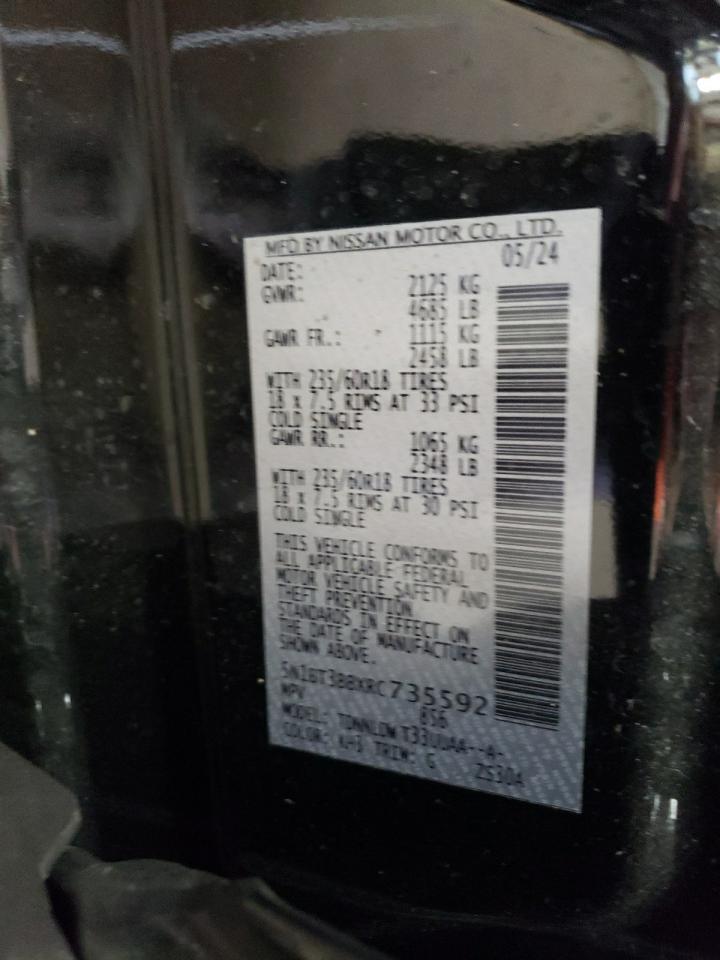 MFD.BY NISSAN MOTOR CO., LTD.
DATE: 05/24
GVWR: 2125 KG
4685 LB
GAWR FR.: 1115 KG
2458 LB
WITH 235/60R18 TIRES
18 x 7.5 RIMS AT 33 PSI
COLD SINGLE
GAWR RR.: 1065 KG
2348 LB
WITH 235/60R18 TIRES
18 x 7.5 RIMS AT 30 PSI
COLD SINGLE
THIS VEHICLE CONFORMS TO
ALL APPLICABLE FEDERAL
MOTOR VEHICLE SAFETY AND
THEFT PREVENTION
STANDARDS IN EFFECT ON
THE DATE OF MANUFACTURE
SHOWN ABOVE.
5N1BT3BBXRC735592
MPV 856
MODEL: TDNNLDW T33UUAA--A-
COLOR: KH3 TRIM: G